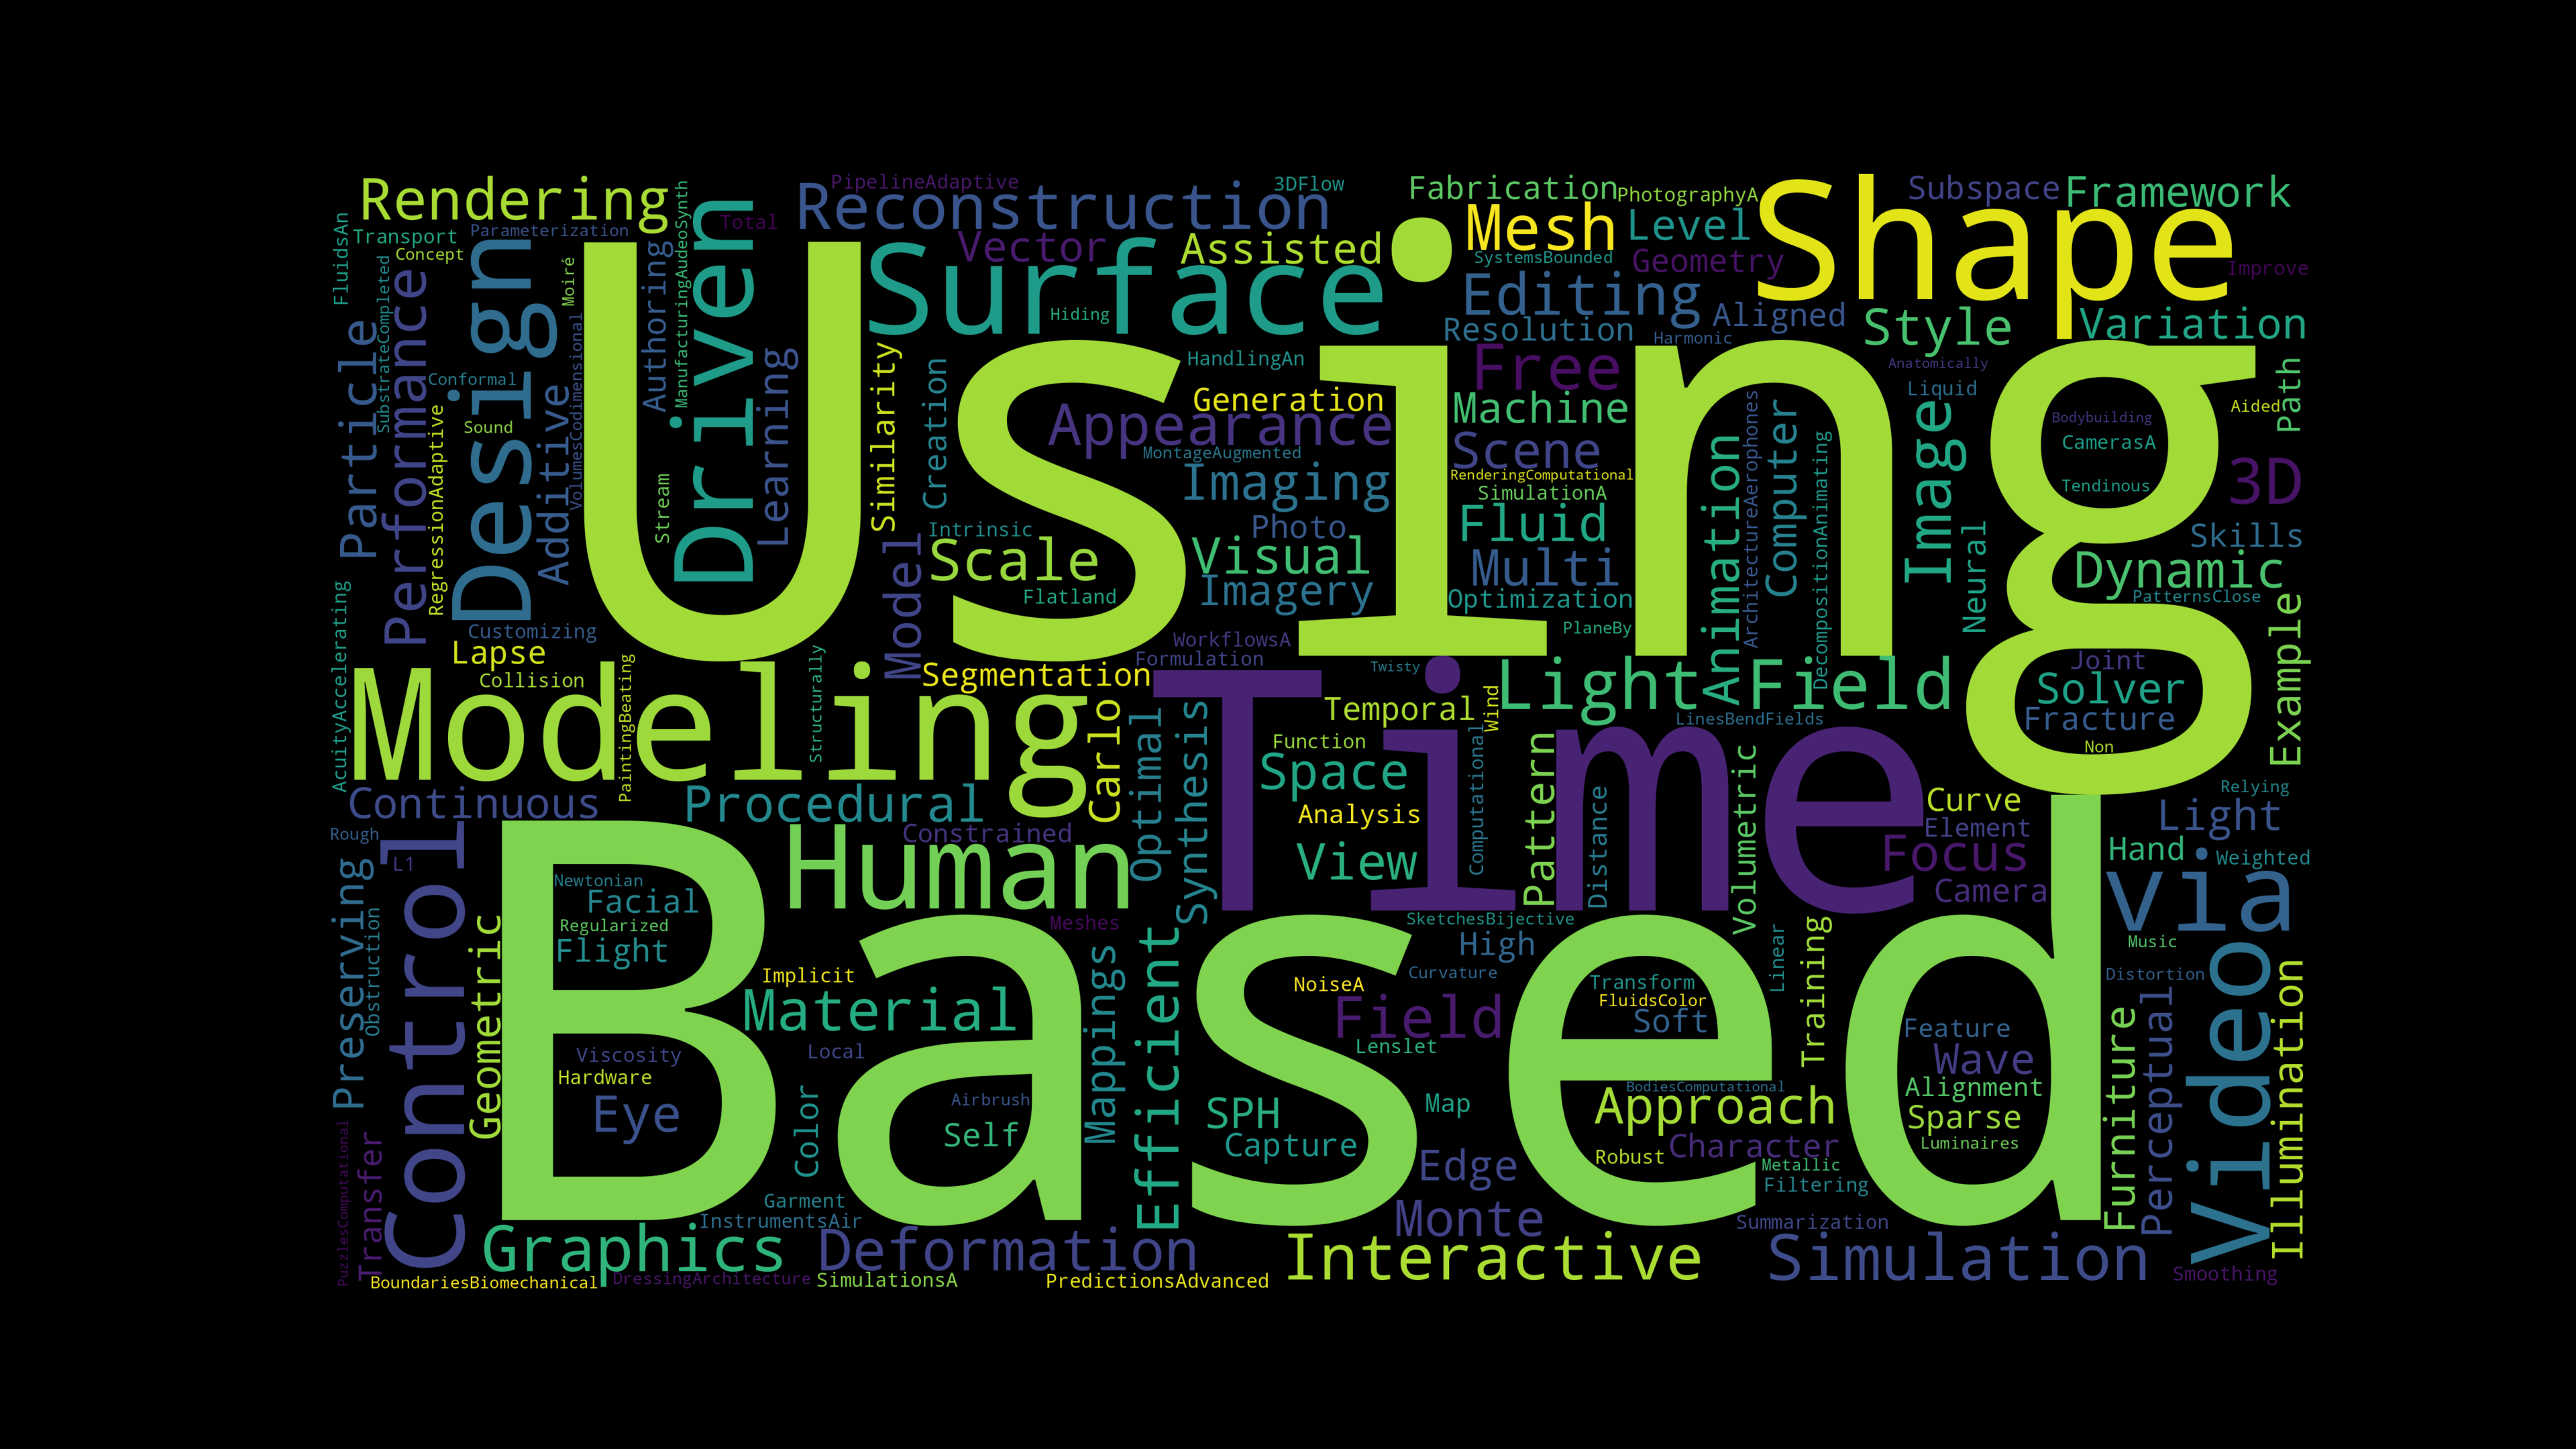 Rendering
PipelineAdaptive
3DFlow
Fabrication
PhotographyA
Shape
Subspace
Framework
FluidsAn
Transport
Parameterization
Concept
Total
Reconstruction
Vector
Assisted
Mesh
Level
SystemsBounded
Geometry
Improve
Design
Moiré
Authoring
ManufacturingAudeoSynth
Driven
Surface
Hiding
Editing
Aligned
Resolution
Harmonic
Style
Variation
Particle
SubstrateCompleted
Performance
Conformal
RegressionAdaptive
Sound
Additive
VolumesCodimensional
Using
Stream
Learning
Similarity
Creation
HandlingAn
Generation
Appearance
MontageAugmented
Imaging
Intrinsic
Photo
Scale
Visual
Imagery
Flatland
Free
Machine
Scene
RenderingComputational
SimulationA
Fluid
Multi
Optimization
PlaneBy
Animation
ArchitectureAerophones
Computer
DecompositionAnimating
Anatomically
Liquid
Image
Neural
Bodybuilding
CamerasA
Tendinous
Aided
Path
3D
Skills
Dynamic
PatternsClose
Example
AcuityAccelerating
Customizing
Lapse
Collision
PaintingBeating
Structurally
Model
WorkflowsA
Formulation
Segmentation
Twisty
Modeling
Carlo
Optimal
Synthesis
Time
Temporal
Wind
Light Field
LinesBendFields
Joint
Solver
Fracture
Non
Function
Space
Analysis
View
Computational
Pattern
Distance
Volumetric
Continuous
Procedural
Constrained
Human
Curve
Element
Focus
Camera
Relying
Light
Hand
Weighted
via
Rough
L1
Preserving
Obstruction
Control
Geometric
Based
Newtonian
Facial
Regularized
Flight
Meshes
Implicit
Material
Mappings
Efficient
SketchesBijective
High
Curvature
NoiseA
Field
Lenslet
Transform
FluidsColor
Soft
Linear
Training
Music
Distortion
Feature
Wave
Alignment
Sparse
Luminaires
Furniture
Perceptual
Video
Illumination
Viscosity
Hardware
Eye
Local
Color
Airbrush
Self
SPH
Capture
Map
BodiesComputational
Approach
Robust
Character
Metallic
Filtering
Edge
Monte
Summarization
PuzzlesComputational
Transfer
Garment
InstrumentsAir
Graphics
Deformation
Interactive
Simulation
Smoothing
BoundariesBiomechanical
DressingArchitecture
SimulationsA
PredictionsAdvanced